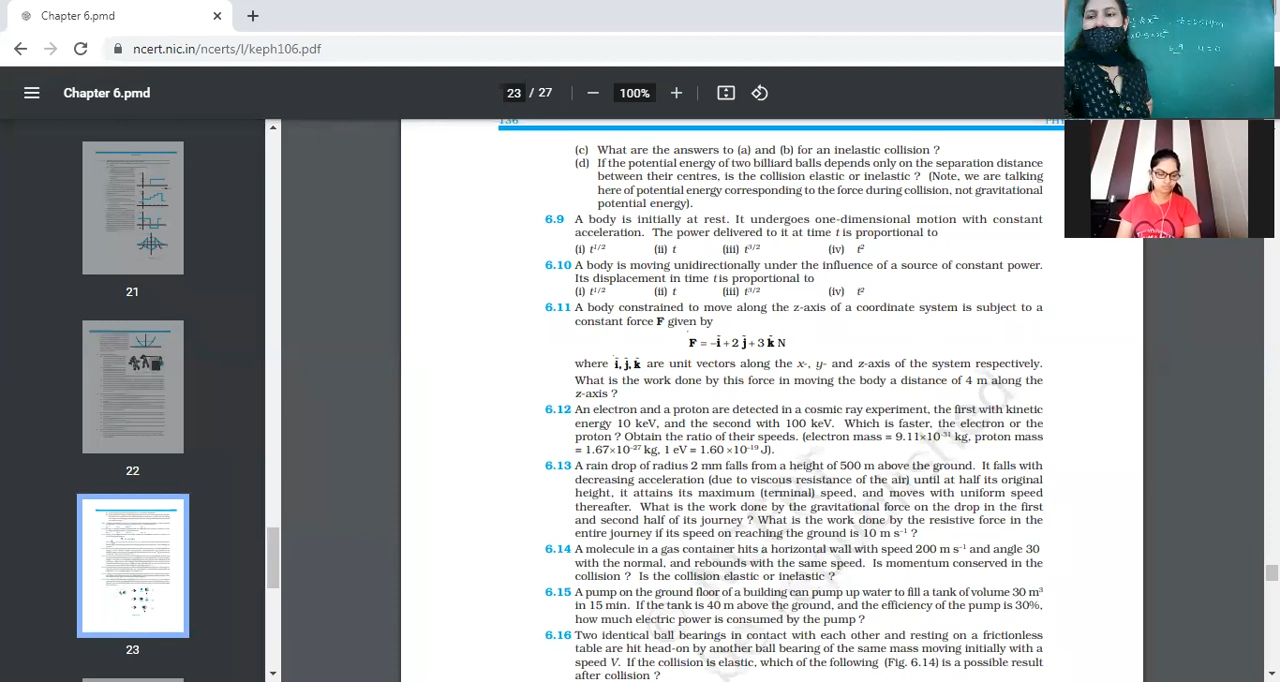 Chapter 6.pmd
ncert.nic.in/ncerts/l/keph106.pdf
Chapter 6.pmd
23 / 27
100%
21
22
23
136
(c) What are the answers to (a) and (b) for an inelastic collision ?
(d) If the potential energy of two billiard balls depends only on the separation distance
between their centres, is the collision elastic or inelastic ? (Note, we are talking
here of potential energy corresponding to the force during collision, not gravitational
potential energy).
6.9 A body is initially at rest. It undergoes one-dimensional motion with constant
acceleration. The power delivered to it at time t is proportional to
(i) t^1/2 (ii) t (iii) t^3/2 (iv) t²
6.10 A body is moving unidirectionally under the influence of a source of constant power.
Its displacement in time t is proportional to
(i) t^1/2 (ii) t (iii) t^3/2 (iv) t²
6.11 A body constrained to move along the z-axis of a coordinate system is subject to a
constant force F given by
F = –î + 2 ĵ + 3 k̂ N
where î, ĵ, k̂ are unit vectors along the x-, y- and z-axis of the system respectively.
What is the work done by this force in moving the body a distance of 4 m along the
z-axis ?
6.12 An electron and a proton are detected in a cosmic ray experiment, the first with kinetic
energy 10 keV, and the second with 100 keV. Which is faster, the electron or the
proton ? Obtain the ratio of their speeds. (electron mass = 9.11×10⁻³¹ kg, proton mass
= 1.67×10⁻²⁷ kg, 1 eV = 1.60 ×10⁻¹⁹ J).
6.13 A rain drop of radius 2 mm falls from a height of 500 m above the ground. It falls with
decreasing acceleration (due to viscous resistance of the air) until at half its original
height, it attains its maximum (terminal) speed, and moves with uniform speed
thereafter. What is the work done by the gravitational force on the drop in the first
and second half of its journey ? What is the work done by the resistive force in the
entire journey if its speed on reaching the ground is 10 m s⁻¹ ?
6.14 A molecule in a gas container hits a horizontal wall with speed 200 m s⁻¹ and angle 30
with the normal, and rebounds with the same speed. Is momentum conserved in the
collision ? Is the collision elastic or inelastic ?
6.15 A pump on the ground floor of a building can pump up water to fill a tank of volume 30 m³
in 15 min. If the tank is 40 m above the ground, and the efficiency of the pump is 30%,
how much electric power is consumed by the pump ?
6.16 Two identical ball bearings in contact with each other and resting on a frictionless
table are hit head-on by another ball bearing of the same mass moving initially with a
speed V. If the collision is elastic, which of the following (Fig. 6.14) is a possible result
after collision ?